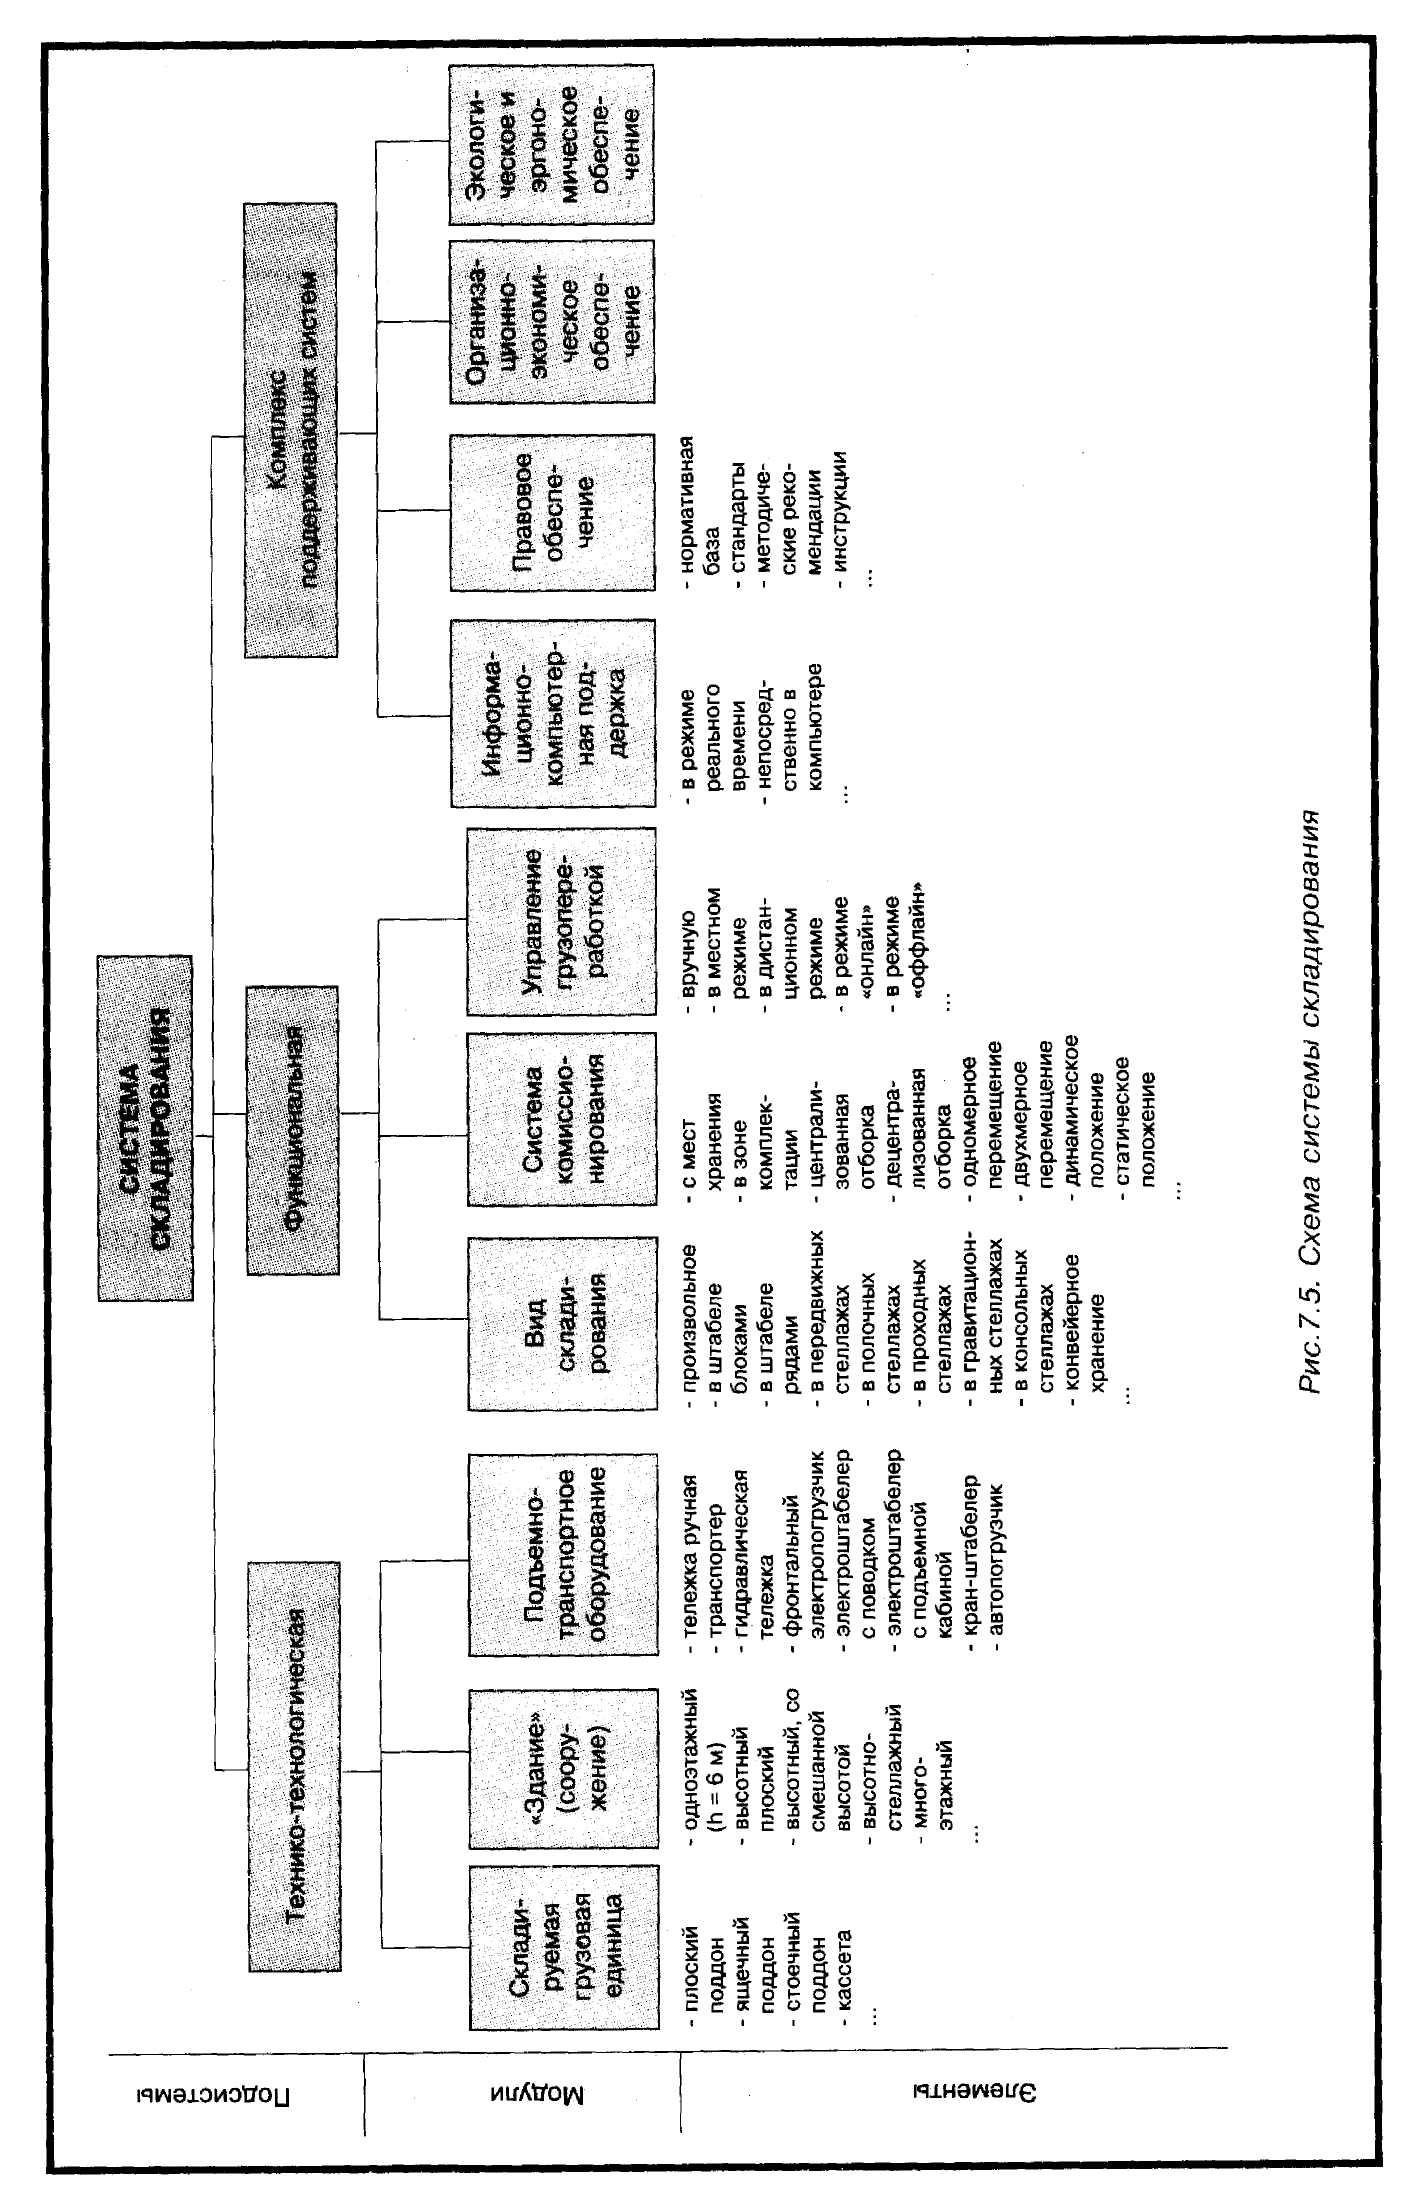 СИСТЕМА
СКЛАДИРОВАНИЯ
Подсистемы
Технико-технологическая
Функциональная
Комплекс
поддерживающих систем
Модули
Склади-
руемая
грузовая
единица
«Здание»
(соору-
жение)
Подъемно-
транспортное
оборудование
Вид
склади-
рования
Система
комиссио-
нирования
Управление
грузопере-
работкой
Информа-
ционно-
компьютер-
ная под-
держка
Правовое
обеспе-
чение
Организа-
ционно-
экономи-
ческое
обеспе-
чение
Экологи-
ческое и
эргоно-
мическое
обеспе-
чение
Элементы
- плоский
поддон
- ящечный
поддон
- стоечный
поддон
- кассета
...
- одноэтажный
(h = 6 м)
- высотный
плоский
- высотный, со
смешанной
высотой
- высотно-
стеллажный
- много-
этажный
...
- тележка ручная
- транспортер
- гидравлическая
тележка
- фронтальный
электропогрузчик
- электроштабелер
с поводком
- электроштабелер
с подъемной
кабиной
- кран-штабелер
- автопогрузчик
- произвольное
- в штабеле
блоками
- в штабеле
рядами
- в передвижных
стеллажах
- в полочных
стеллажах
- в проходных
стеллажах
- в гравитацион-
ных стеллажах
- в консольных
стеллажах
- конвейерное
хранение
...
- с мест
хранения
- в зоне
комплек-
тации
- централи-
зованная
отборка
- децентра-
лизованная
отборка
- одномерное
перемещение
- двухмерное
перемещение
- динамическое
положение
- статическое
положение
...
- вручную
- в местном
режиме
- в дистан-
ционном
режиме
- в режиме
«онлайн»
- в режиме
«оффлайн»
...
- в режиме
реального
времени
- непосред-
ственно в
компьютере
...
- нормативная
база
- стандарты
- методиче-
ские реко-
мендации
- инструкции
...
Рис.7.5. Схема системы складирования